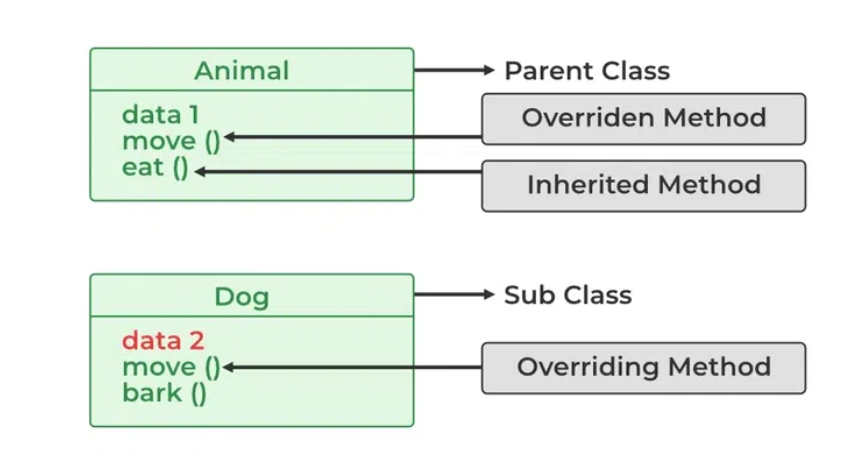 Animal
Parent Class
data 1
Overriden Method
move ()
eat ()
Inherited Method
Dog
Sub Class
data 2
move ()
Overriding Method
bark ()